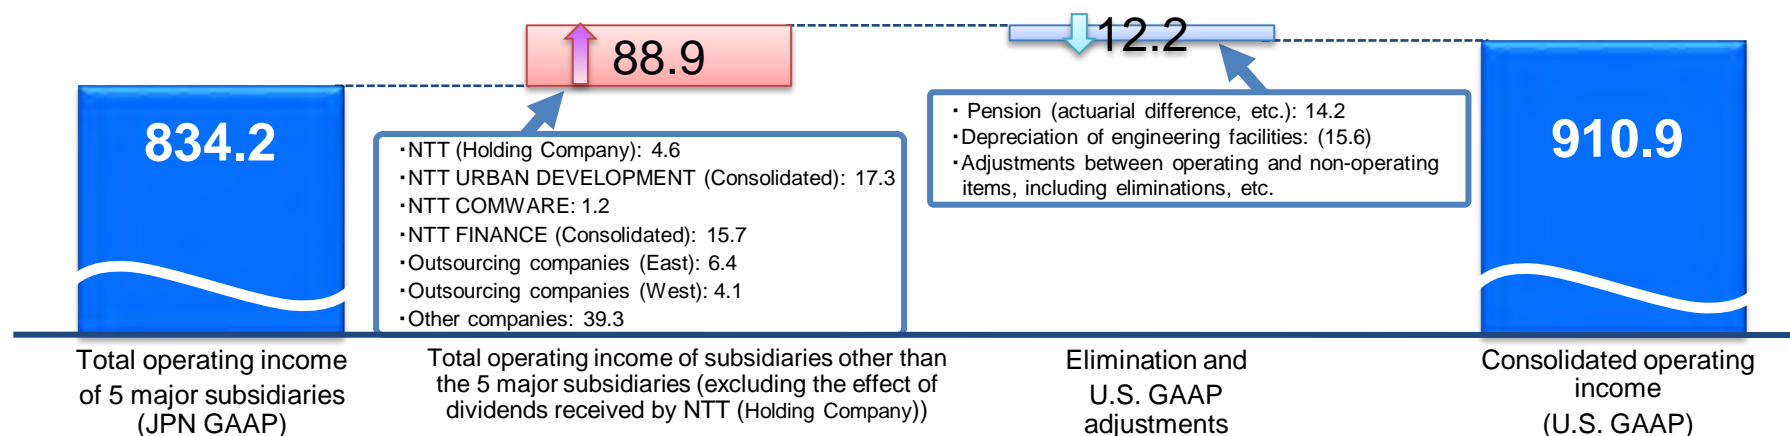 834.2
88.9
12.2
910.9
・NTT (Holding Company): 4.6
・NTT URBAN DEVELOPMENT (Consolidated): 17.3
・NTT COMWARE: 1.2
・NTT FINANCE (Consolidated): 15.7
・Outsourcing companies (East): 6.4
・Outsourcing companies (West): 4.1
・Other companies: 39.3
・Pension (actuarial difference, etc.): 14.2
・Depreciation of engineering facilities: (15.6)
・Adjustments between operating and non-operating
items, including eliminations, etc.
Total operating income
of 5 major subsidiaries
(JPN GAAP)
Total operating income of subsidiaries other than
the 5 major subsidiaries (excluding the effect of
dividends received by NTT (Holding Company))
Elimination and
U.S. GAAP
adjustments
Consolidated operating
income
(U.S. GAAP)